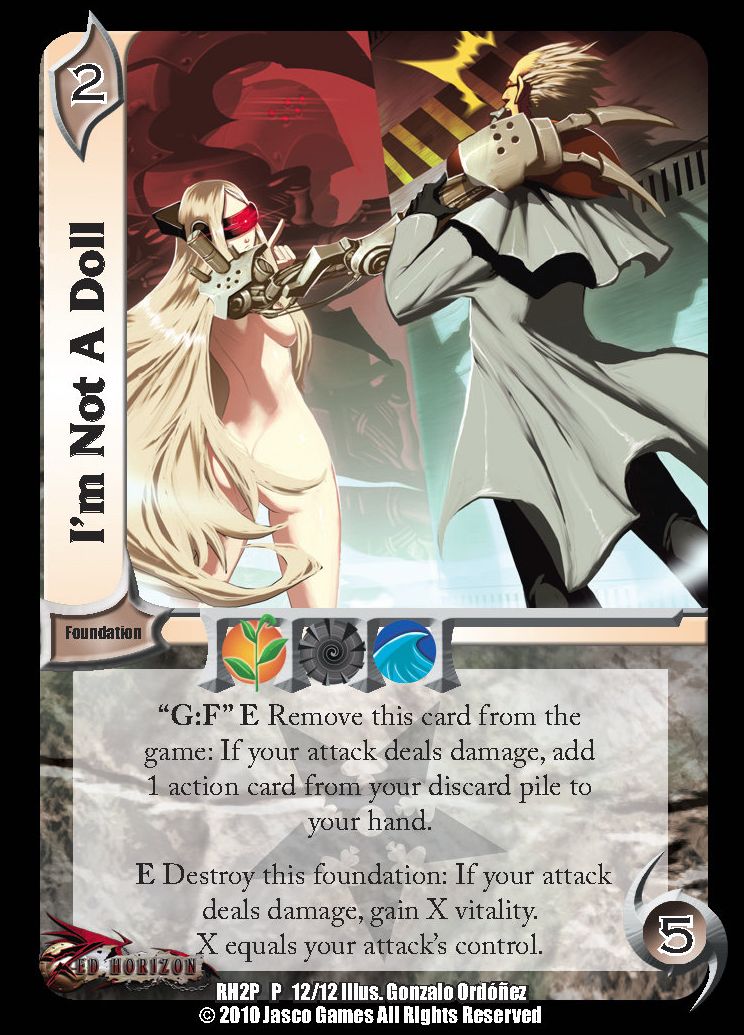 2
I'm Not A Doll
Foundation
“G:F” E Remove this card from the
game: If your attack deals damage, add
1 action card from your discard pile to
your hand.
E Destroy this foundation: If your attack
deals damage, gain X vitality.
X equals your attack's control.
5
RED HORIZON
RH2P P 12/12 Illus. Gonzalo Ordóñez
© 2010 Jasco Games All Rights Reserved